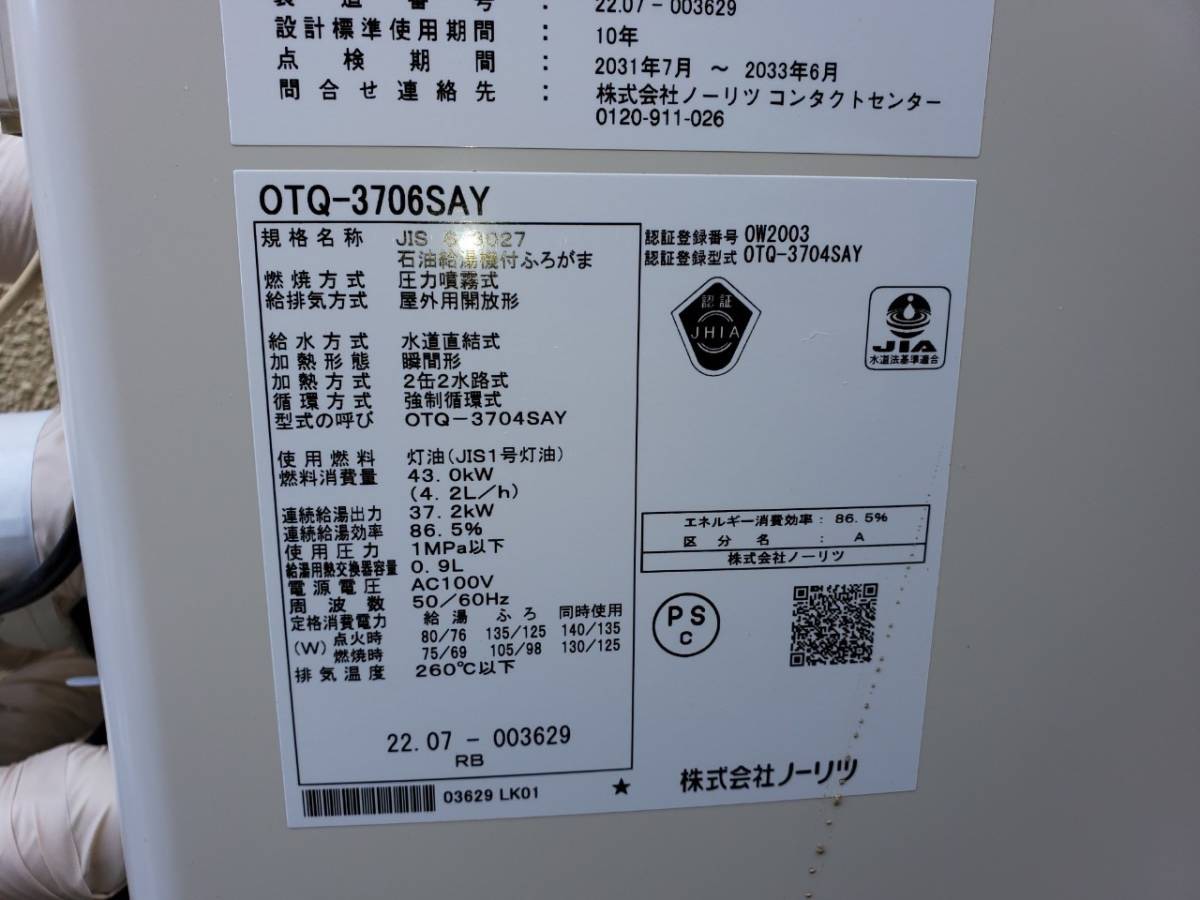 製造番号 : 22.07-003629
設計標準使用期間 : 10年
点検期間 : 2031年7月 ～ 2033年6月
問合せ連絡先 : 株式会社ノーリツ コンタクトセンター
0120-911-026
OTQ-3706SAY
規格名称 JIS S 3027
石油給湯機付ふろがま
燃焼方式 圧力噴霧式
給排気方式 屋外用開放形
給水方式 水道直結式
加熱形態 瞬間形
加熱方式 2缶2水路式
循環方式 強制循環式
型式の呼び OTQ-3704SAY
使用燃料 灯油(JIS1号灯油)
燃料消費量 43.0kW
(4.2L/h)
連続給湯出力 37.2kW
連続給湯効率 86.5%
使用圧力 1MPa以下
給湯用熱交換器容量 0.9L
電源電圧 AC100V
周波数 50/60Hz
定格消費電力 給湯 ふろ 同時使用
(W) 点火時 80/76 135/125 140/135
燃焼時 75/69 105/98 130/125
排気温度 260℃以下
22.07-003629
RB
03629 LK01 ★
認証登録番号 OW2003
認証登録型式 OTQ-3704SAY
認証
JHIA
JIA
水道法基準適合
エネルギー消費効率: 86.5%
区分名 : A
株式会社ノーリツ
PS
C
株式会社ノーリツ